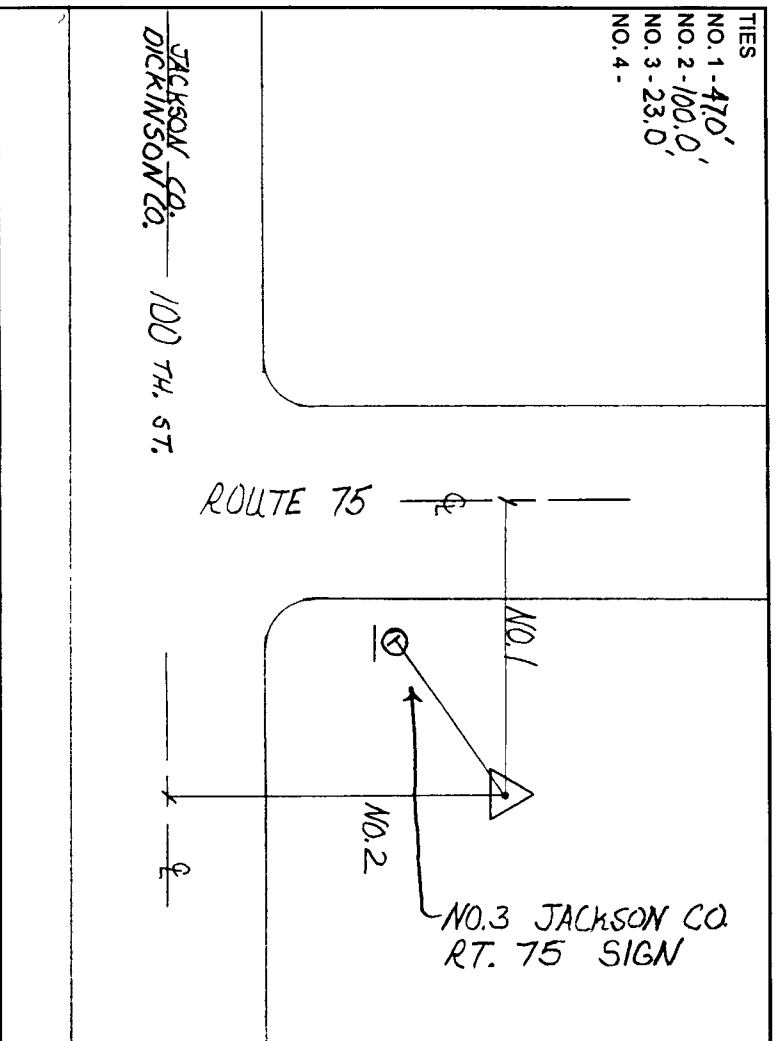 TIES
NO. 1 - 47.0'
NO. 2 - 100.0'
NO. 3 - 23.0'
NO. 4 -
JACKSON CO.
DICKINSON CO.
100 TH. ST.
ROUTE 75 ℄
NO.1
NO.2
℄
NO.3 JACKSON CO.
RT. 75 SIGN